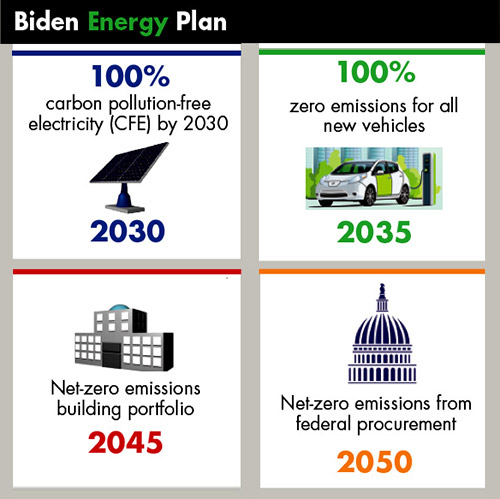 Biden Energy Plan
100%
carbon pollution-free
electricity (CFE) by 2030
2030
100%
zero emissions for all
new vehicles
2035
Net-zero emissions
building portfolio
2045
Net-zero emissions from
federal procurement
2050